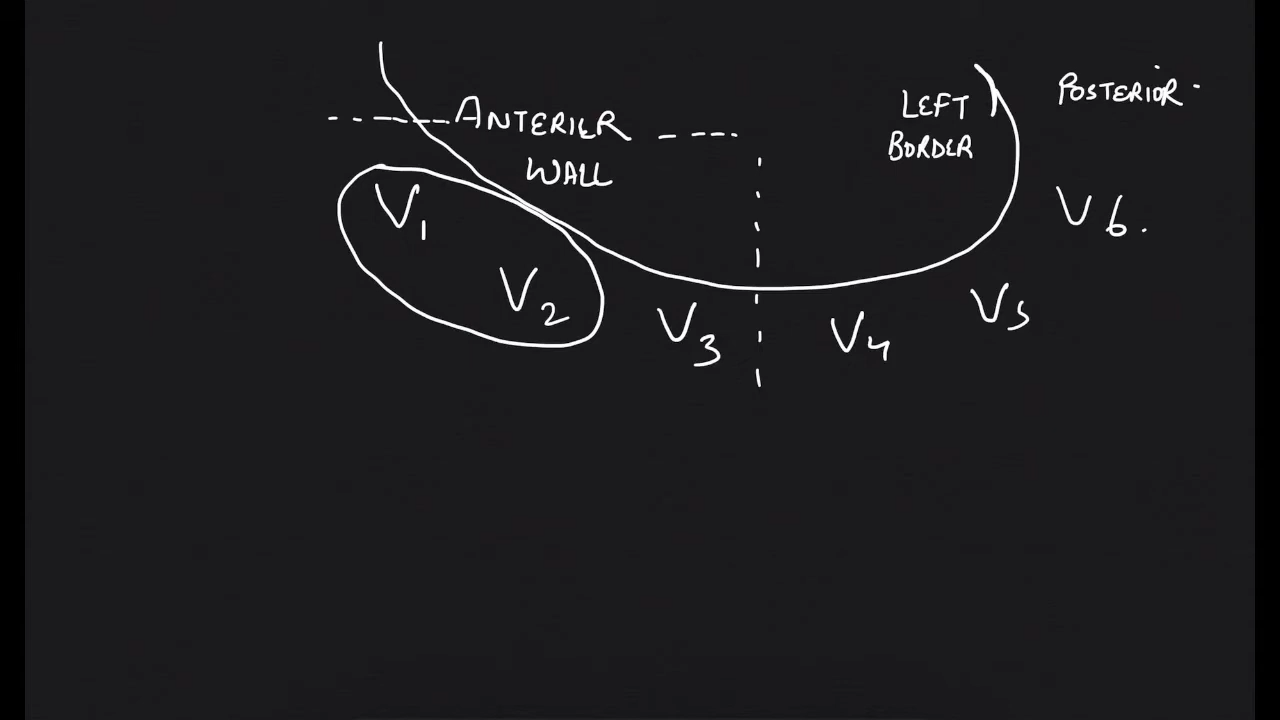 ANTERIER
WALL
LEFT
BORDER
POSTERIOR
V1
V2
V3
V4
V5
V6.